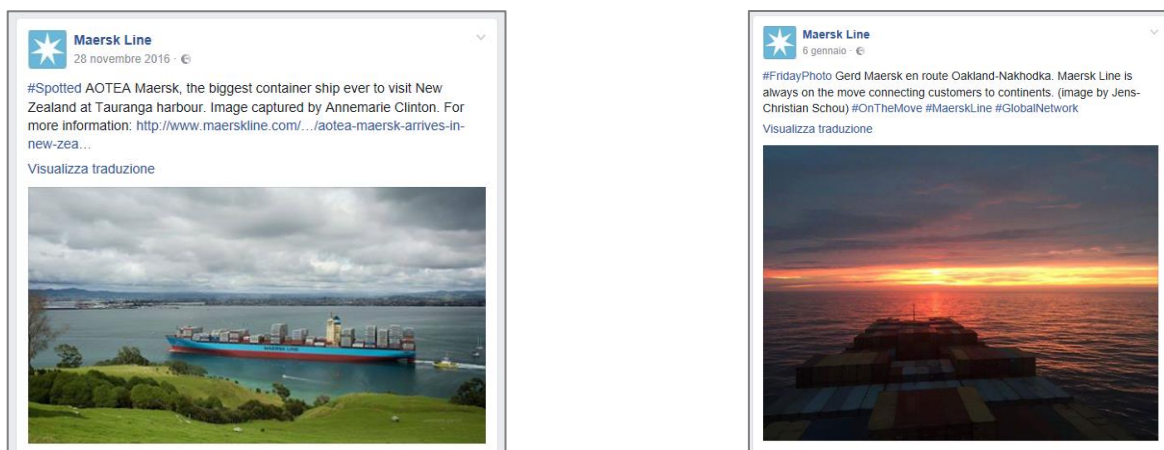 Maersk Line
28 novembre 2016 ·
#Spotted AOTEA Maersk, the biggest container ship ever to visit New
Zealand at Tauranga harbour. Image captured by Annemarie Clinton. For
more information: http://www.maerskline.com/…/aotea-maersk-arrives-in-
new-zea…
Visualizza traduzione
MAERSK LINE
Maersk Line
6 gennaio ·
#FridayPhoto Gerd Maersk en route Oakland-Nakhodka. Maersk Line is
always on the move connecting customers to continents. (image by Jens-
Christian Schou) #OnTheMove #MaerskLine #GlobalNetwork
Visualizza traduzione